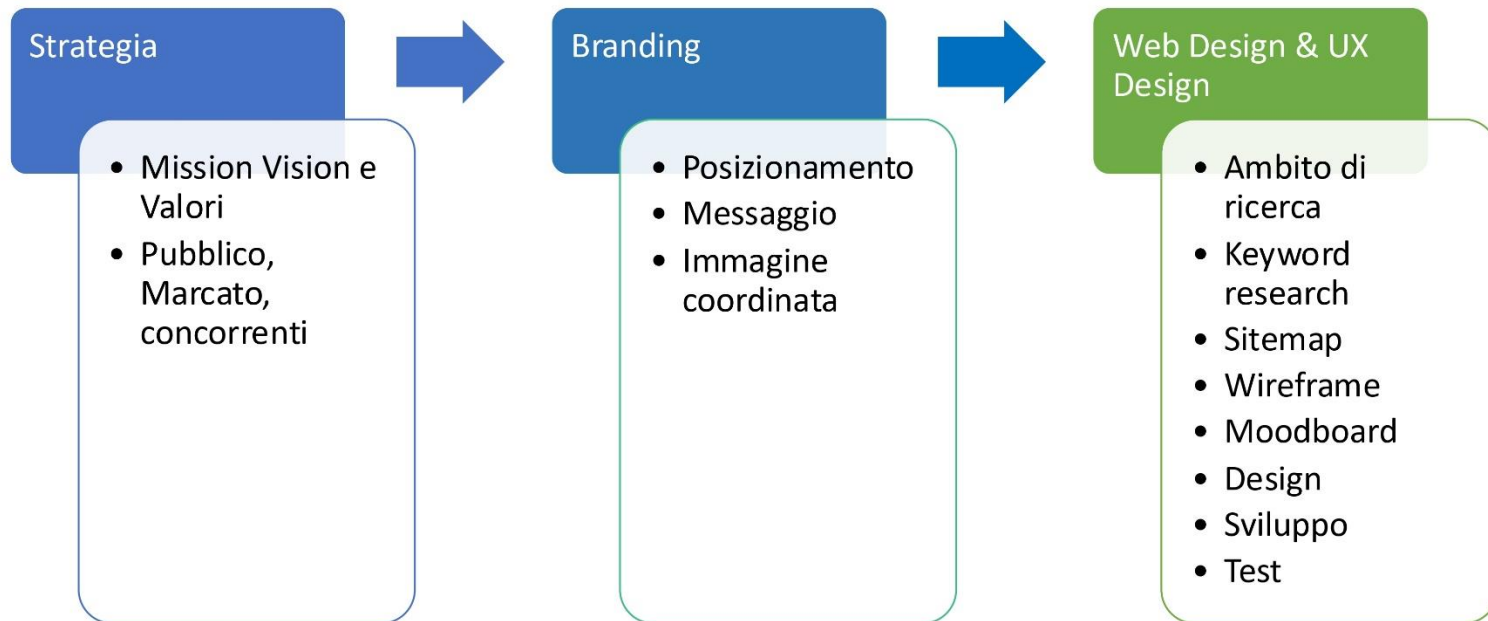 Strategia
• Mission Vision e
Valori
• Pubblico,
Marcato,
concorrenti
Branding
• Posizionamento
• Messaggio
• Immagine
coordinata
Web Design & UX
Design
• Ambito di
ricerca
• Keyword
research
• Sitemap
• Wireframe
• Moodboard
• Design
• Sviluppo
• Test